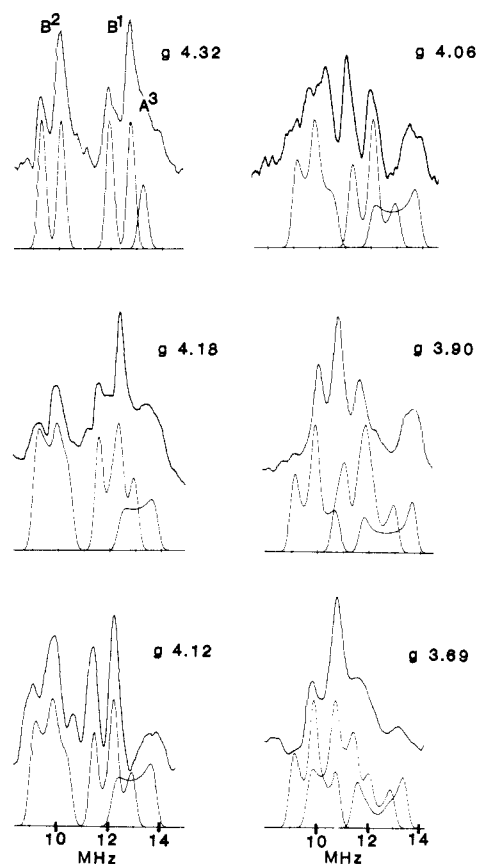 B² B¹ A³ g 4.32
g 4.06
g 4.18
g 3.90
g 4.12
g 3.69
10 12 14
MHz
10 12 14
MHz